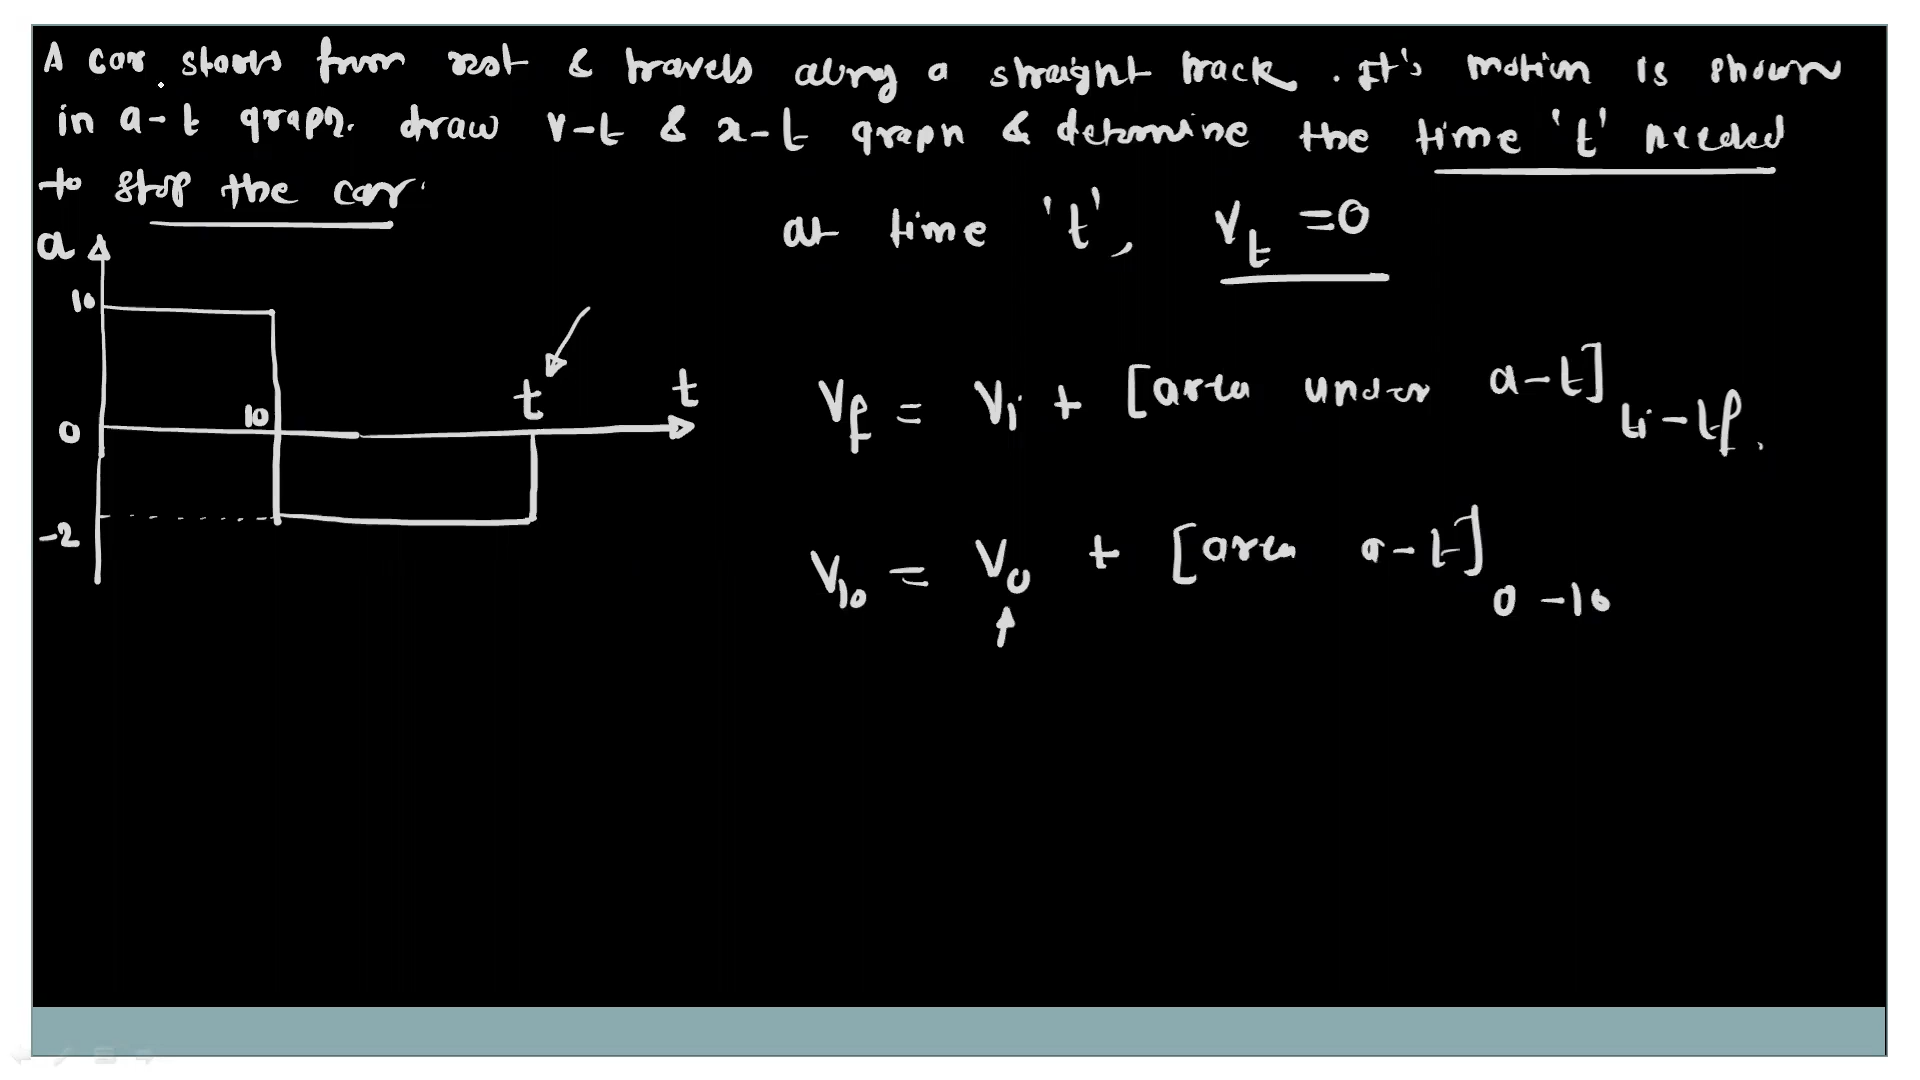 A car starts from rest & travels along a straight track. It's motion is shown
in a-t graph. draw v-t & x-t graph & determine the time 't' needed
to stop the car.
at time 't', Vt =0
a
10
t
t
10
0
-2
Vf = Vi + [area under a-t] ti-tf.
V10 = V0 + [area a-t] 0-10